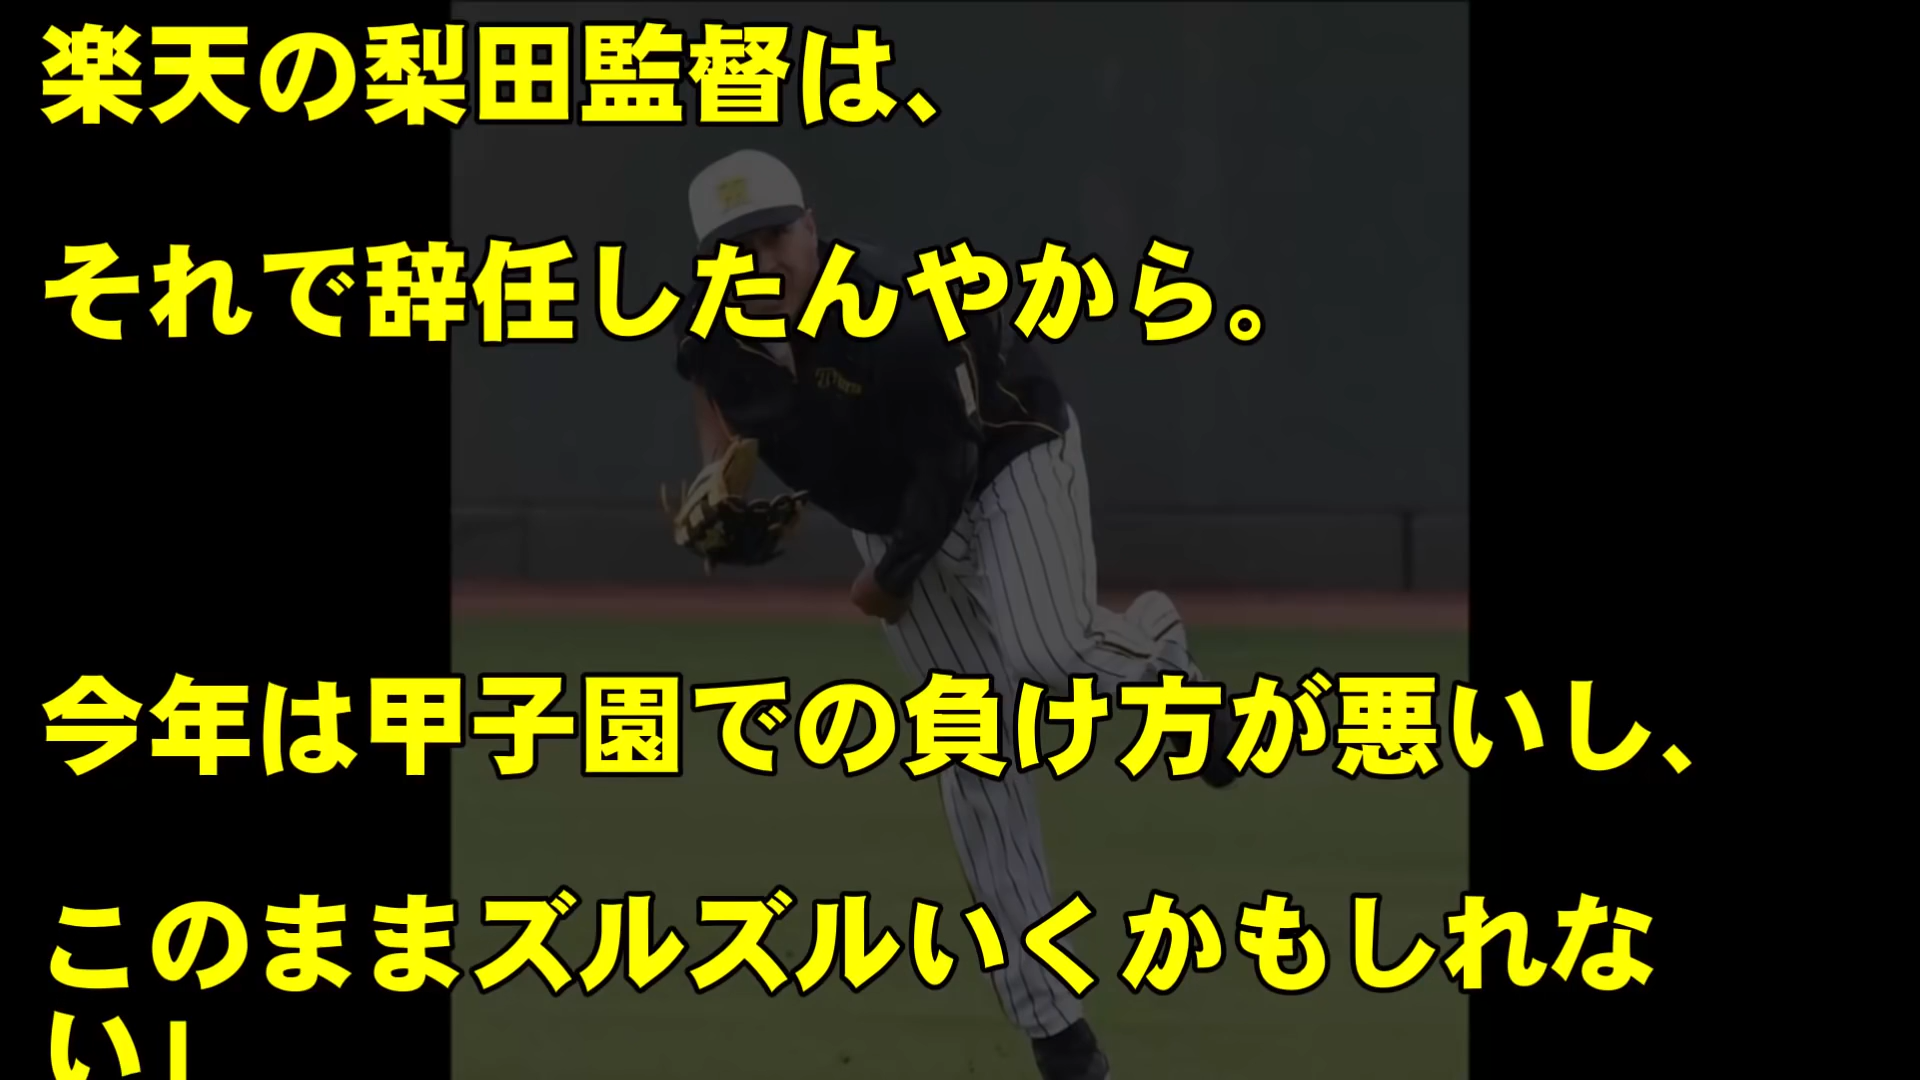 楽天の梨田監督は、
それで辞任したんやから。
今年は甲子園での負け方が悪いし、
このままズルズルいくかもしれな
い」